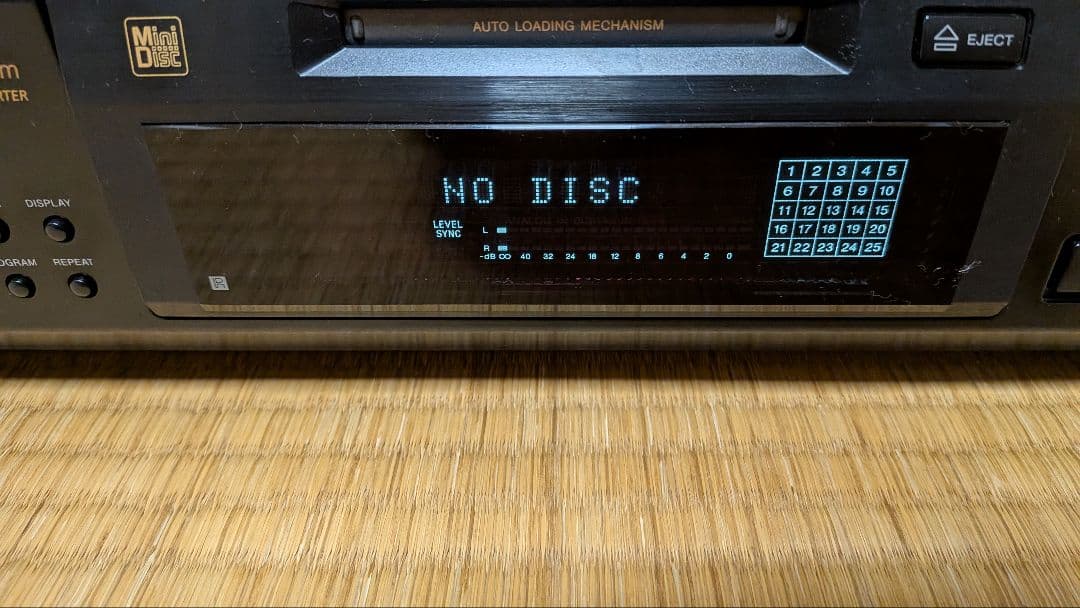 AUTO LOADING MECHANISM
Mini
Disc
EJECT
m
RTER
NO DISC
1 2 3 4 5
6 7 8 9 10
11 12 13 14 15
16 17 18 19 20
21 22 23 24 25
DISPLAY
LEVEL
SYNC
L
R
-dB ∞ 40 32 24 18 12 8 6 4 2 0
OGRAM
REPEAT